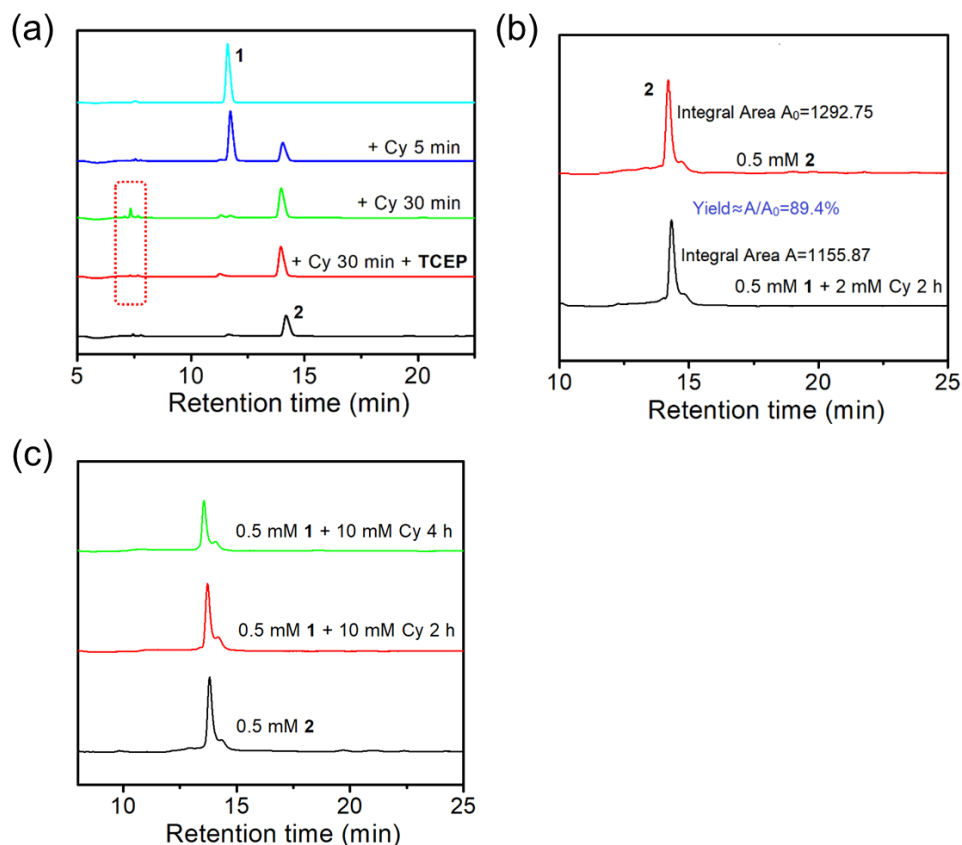 (a)
1
+ Cy 5 min
+ Cy 30 min
+ Cy 30 min + TCEP
2
5 10 15 20
Retention time (min)
(b)
2
Integral Area A₀=1292.75
0.5 mM 2
Yield≈A/A₀=89.4%
Integral Area A=1155.87
0.5 mM 1 + 2 mM Cy 2 h
10 15 20 25
Retention time (min)
(c)
0.5 mM 1 + 10 mM Cy 4 h
0.5 mM 1 + 10 mM Cy 2 h
0.5 mM 2
10 15 20 25
Retention time (min)